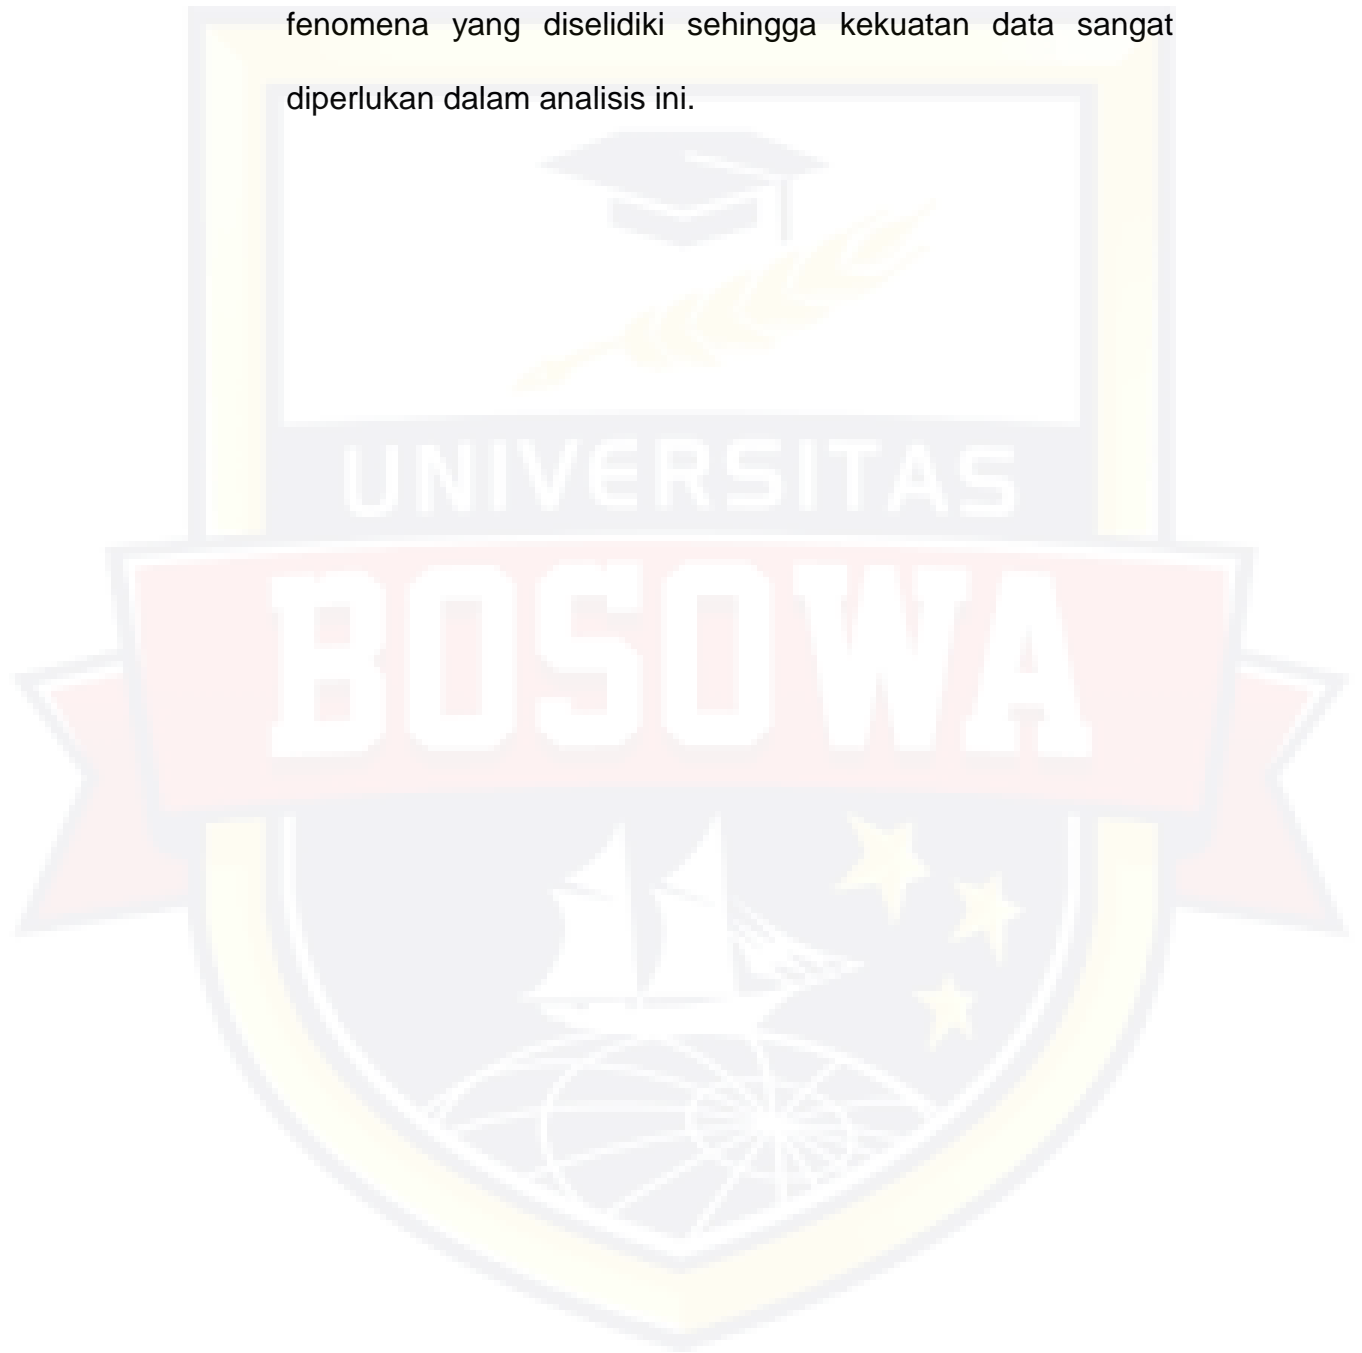 fenomena yang diselidiki sehingga kekuatan data sangat
diperlukan dalam analisis ini.
UNIVERSITAS
BOSOWA